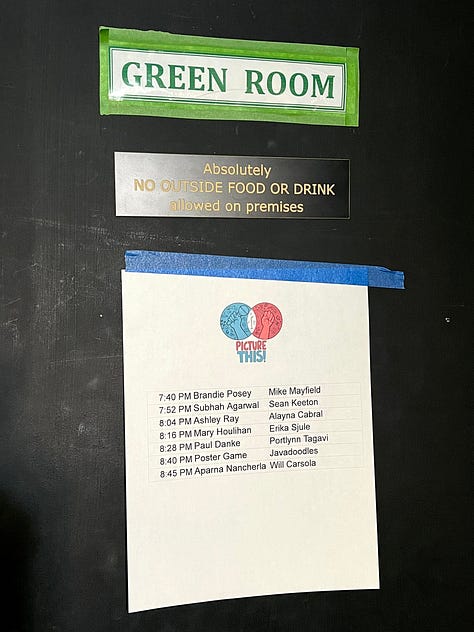 GREEN ROOM
Absolutely
NO OUTSIDE FOOD OR DRINK
allowed on premises
PICTURE
THIS!
7:40 PM Brandie Posey Mike Mayfield
7:52 PM Subhah Agarwal Sean Keeton
8:04 PM Ashley Ray Alayna Cabral
8:16 PM Mary Houlihan Erika Sjule
8:28 PM Paul Danke Portlynn Tagavi
8:40 PM Poster Game Javadoodles
8:45 PM Aparna Nancherla Will Carsola